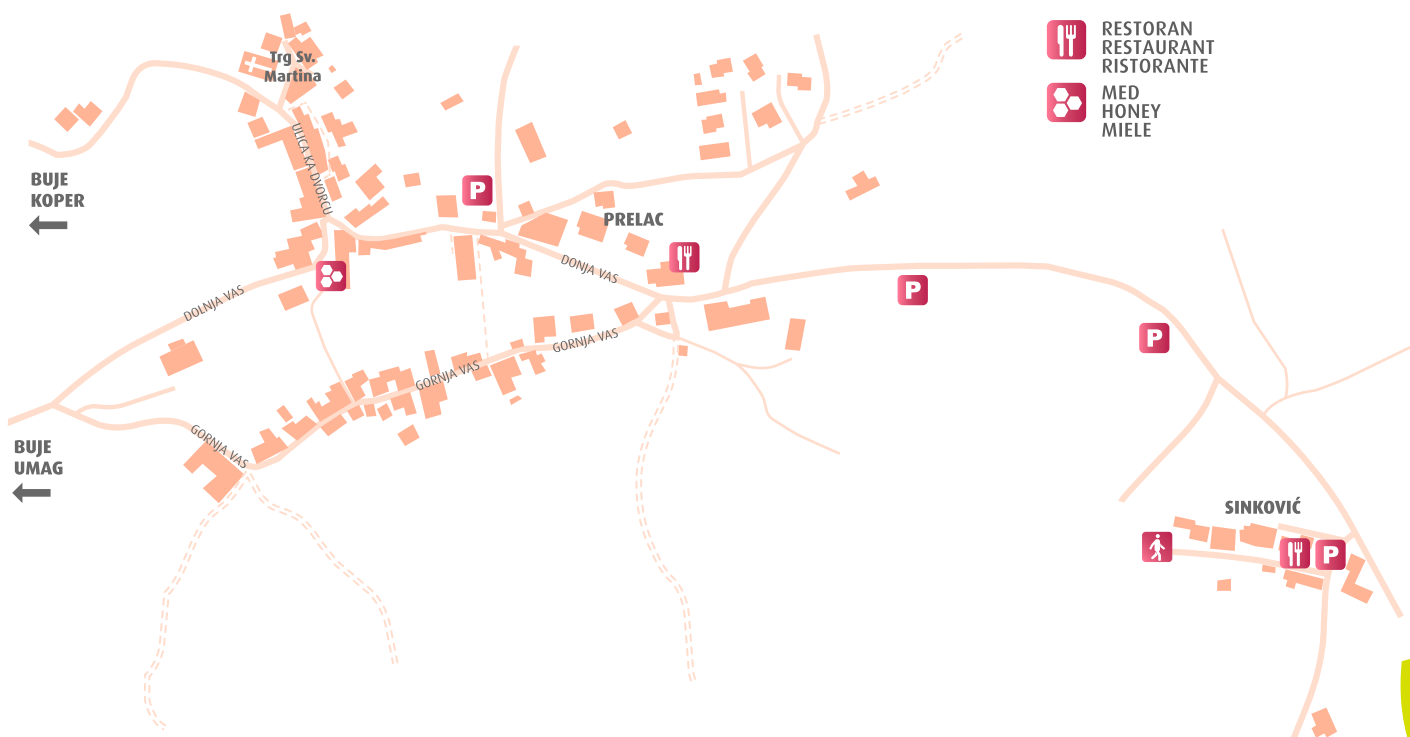 RESTORAN
RESTAURANT
RISTORANTE
MED
HONEY
MIELE
Trg Sv.
Martina
ULICA KA DVORCU
BUJE
KOPER
P
PRELAC
DONJA VAS
DOLNJA VAS
P
P
GORNJA VAS
GORNJA VAS
GORNJA VAS
BUJE
UMAG
SINKOVIĆ
P